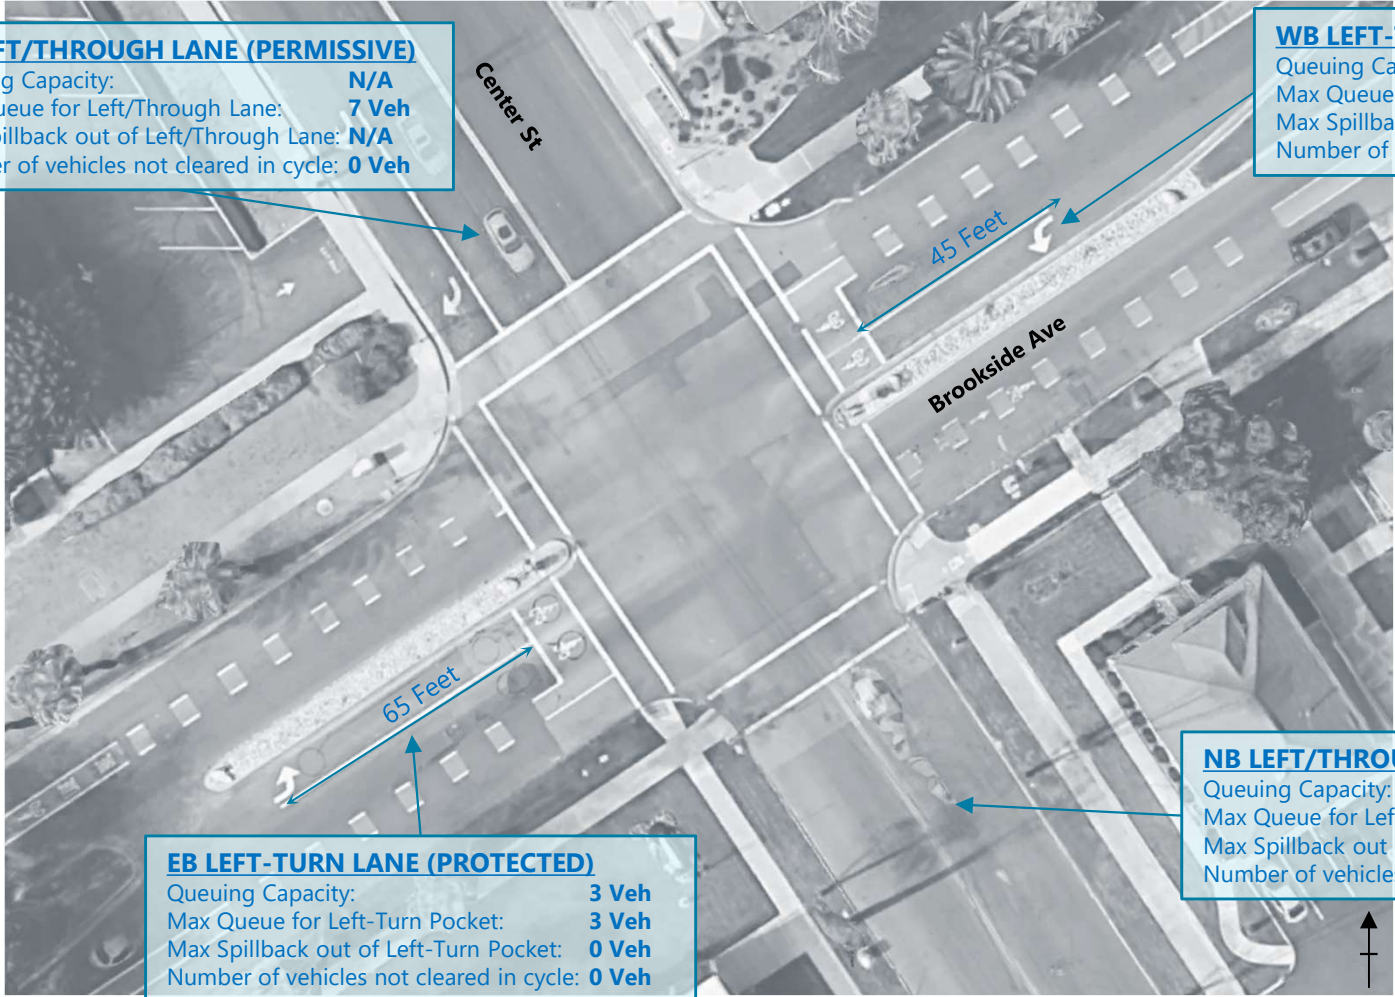 FT/THROUGH LANE (PERMISSIVE)
g Capacity: N/A
ueue for Left/Through Lane: 7 Veh
pillback out of Left/Through Lane: N/A
er of vehicles not cleared in cycle: 0 Veh
Center St
WB LEFT-
Queuing Ca
Max Queue
Max Spillba
Number of
45 Feet
Brookside Ave
65 Feet
EB LEFT-TURN LANE (PROTECTED)
Queuing Capacity: 3 Veh
Max Queue for Left-Turn Pocket: 3 Veh
Max Spillback out of Left-Turn Pocket: 0 Veh
Number of vehicles not cleared in cycle: 0 Veh
NB LEFT/THROU
Queuing Capacity:
Max Queue for Lef
Max Spillback out
Number of vehicle